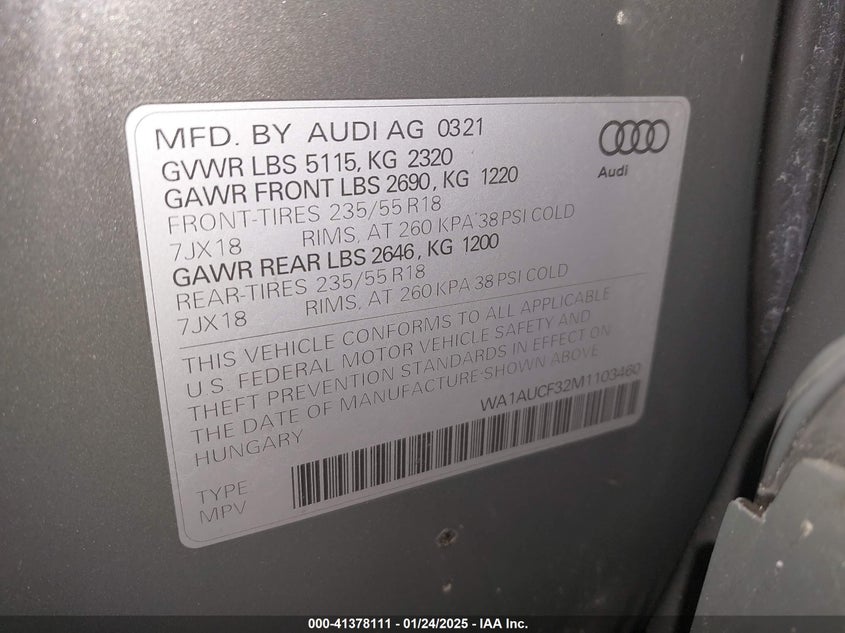 MFD. BY AUDI AG 0321
GVWR LBS 5115, KG 2320
GAWR FRONT LBS 2690, KG 1220
FRONT-TIRES 235/55 R18
7JX18 RIMS, AT 260 KPA 38 PSI COLD
GAWR REAR LBS 2646, KG 1200
REAR-TIRES 235/55 R18
7JX18 RIMS, AT 260 KPA 38 PSI COLD
THIS VEHICLE CONFORMS TO ALL APPLICABLE
U.S. FEDERAL MOTOR VEHICLE SAFETY AND
THEFT PREVENTION STANDARDS IN EFFECT ON
THE DATE OF MANUFACTURE SHOWN ABOVE
HUNGARY
WA1AUCF32M1103460
TYPE
MPV
Audi
000-41378111 - 01/24/2025 - IAA Inc.